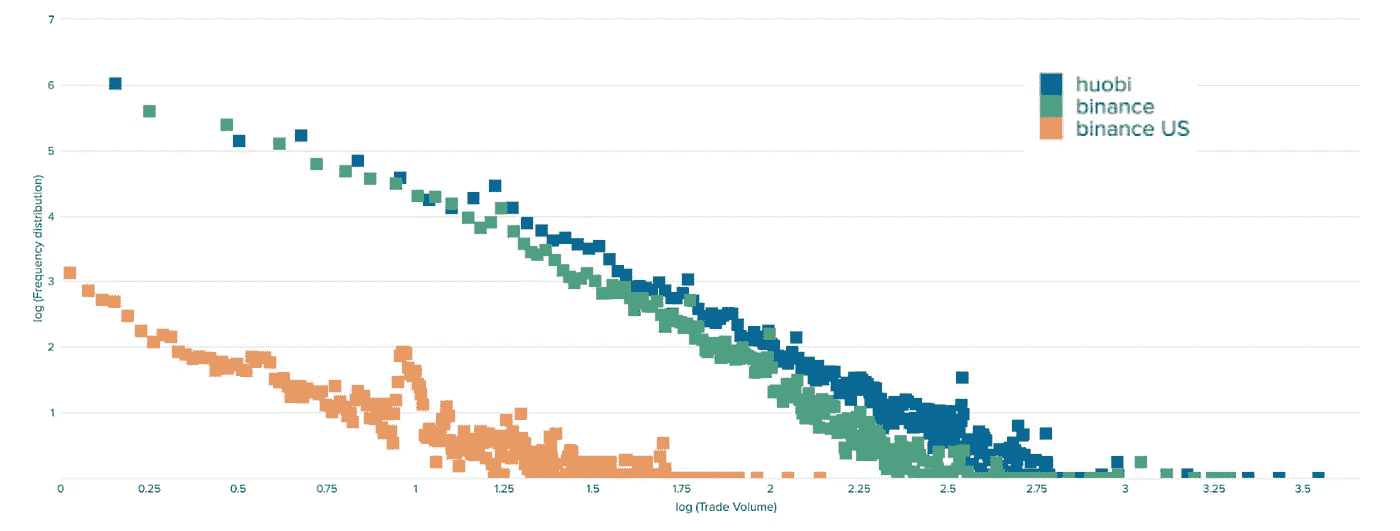 7
6
5
4
3
2
1
log (Frequency distribution)
huobi
binance
binance US
0 0.25 0.5 0.75 1 1.25 1.5 1.75 2 2.25 2.5 2.75 3 3.25 3.5
log (Trade Volume)